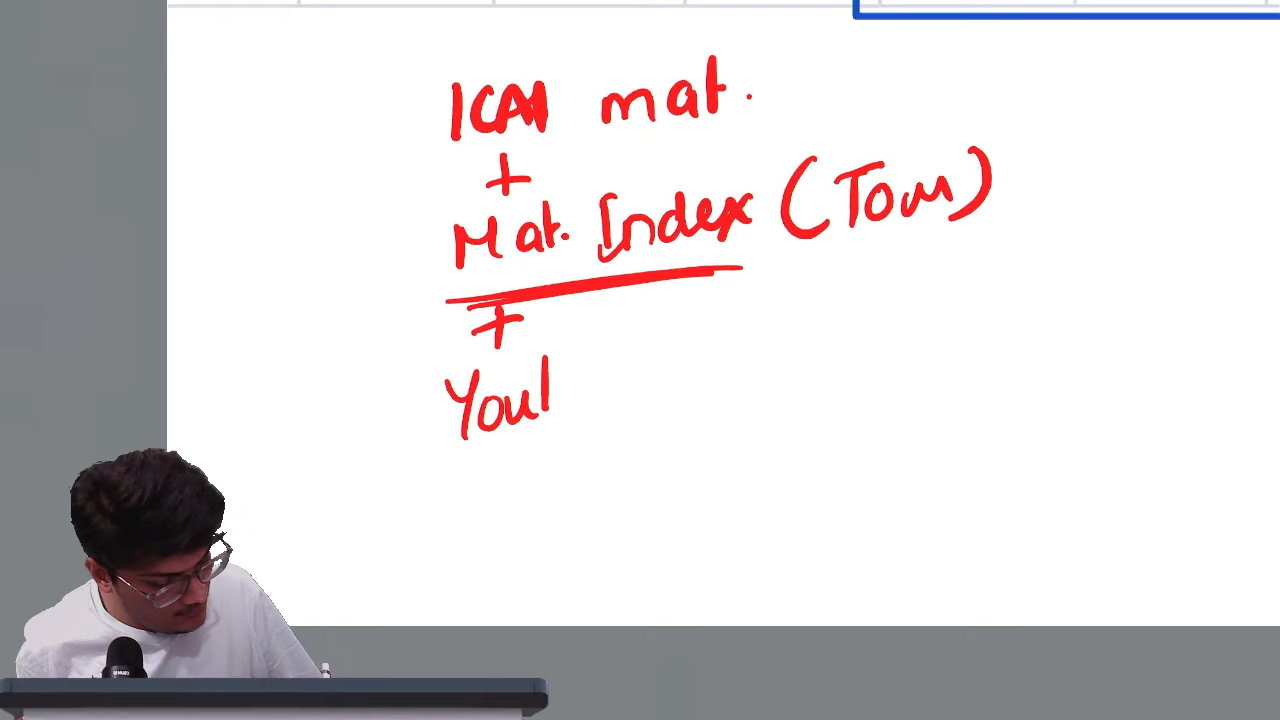 ICAI mat.
+
Mat. Index (Tom)
+
You